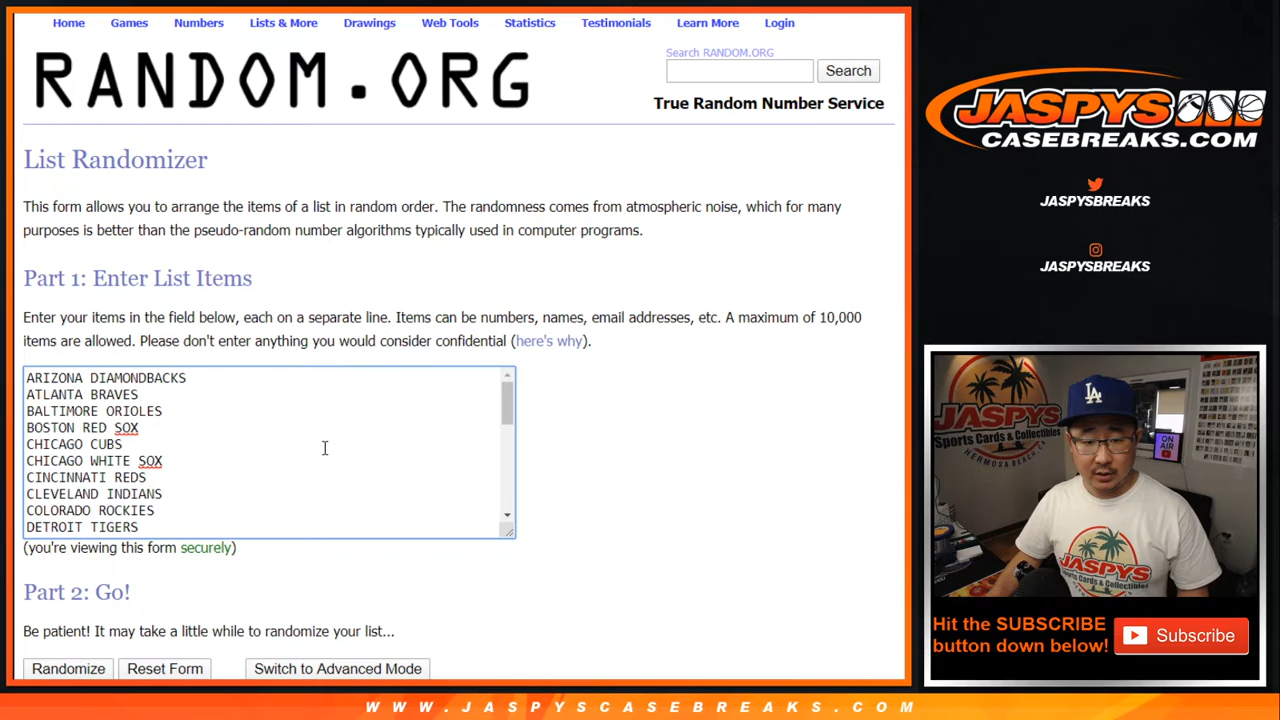 Home Games Numbers Lists & More Drawings Web Tools Statistics Testimonials Learn More Login
RANDOM.ORG
Search RANDOM.ORG
Search
True Random Number Service
List Randomizer
This form allows you to arrange the items of a list in random order. The randomness comes from atmospheric noise, which for many
purposes is better than the pseudo-random number algorithms typically used in computer programs.
Part 1: Enter List Items
Enter your items in the field below, each on a separate line. Items can be numbers, names, email addresses, etc. A maximum of 10,000
items are allowed. Please don't enter anything you would consider confidential (here's why).
ARIZONA DIAMONDBACKS
ATLANTA BRAVES
BALTIMORE ORIOLES
BOSTON RED SOX
CHICAGO CUBS
CHICAGO WHITE SOX
CINCINNATI REDS
CLEVELAND INDIANS
COLORADO ROCKIES
DETROIT TIGERS
(you're viewing this form securely)
Part 2: Go!
Be patient! It may take a little while to randomize your list...
Randomize Reset Form Switch to Advanced Mode
JASPYS
CASEBREAKS.COM
JASPYSBREAKS
JASPYSBREAKS
JASPYS
Sports Cards & Collectibles
HERMOSA BEACH CA
LA
ON AIR
JASPYS
Sports Cards & Collectibles
Hit the SUBSCRIBE
button down below!
Subscribe
WWW.JASPYSCASEBREAKS.COM